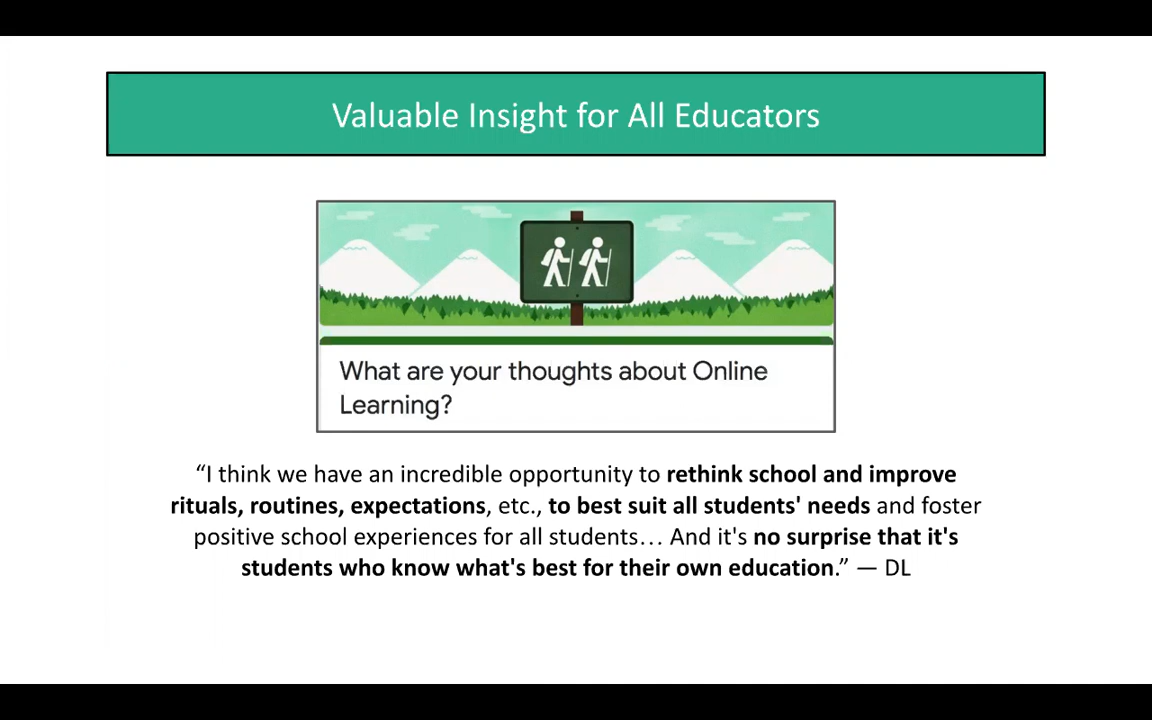 Valuable Insight for All Educators
What are your thoughts about Online
Learning?
“I think we have an incredible opportunity to rethink school and improve
rituals, routines, expectations, etc., to best suit all students' needs and foster
positive school experiences for all students… And it's no surprise that it's
students who know what's best for their own education.” — DL